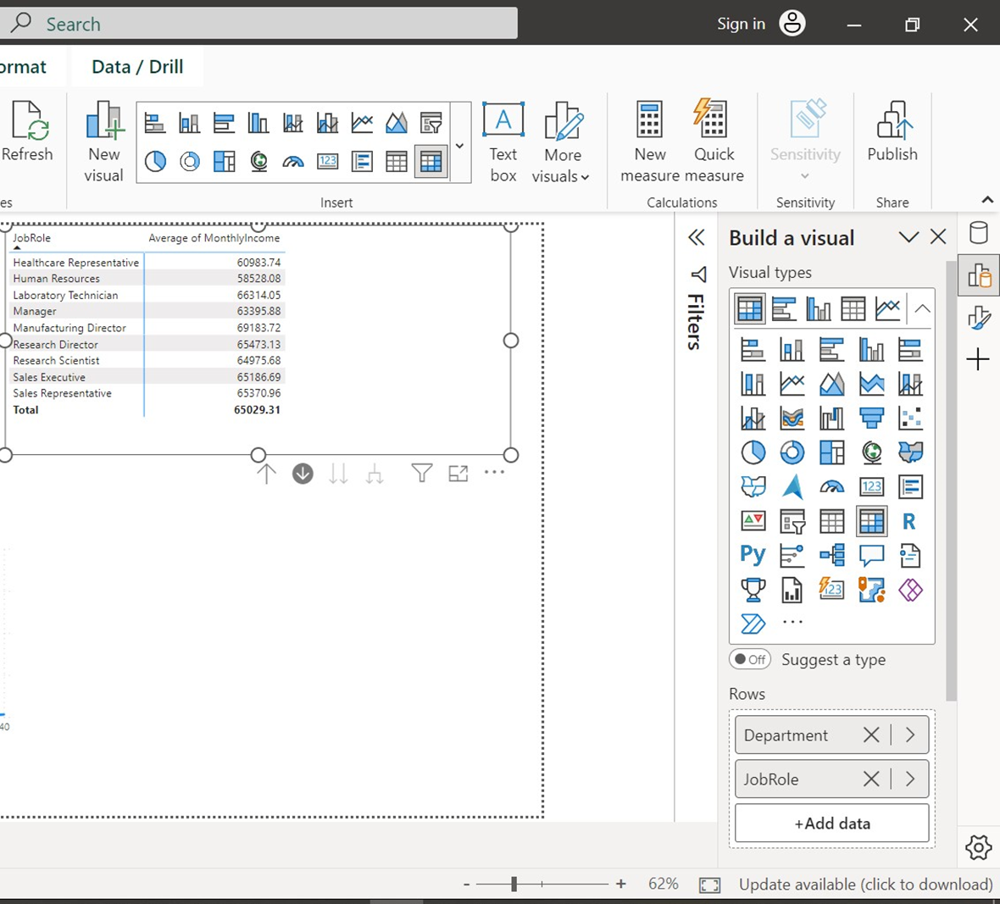 Search
Sign in
ormat
Data / Drill
Refresh
New
visual
123
A
Text
box
More
visuals
New
measure
Quick
measure
Sensitivity
Publish
es
Insert
Calculations
Sensitivity
Share
JobRole Average of MonthlyIncome
Healthcare Representative 60983.74
Human Resources 58528.08
Laboratory Technician 66314.05
Manager 63395.88
Manufacturing Director 69183.72
Research Director 65473.13
Research Scientist 64975.68
Sales Executive 65186.69
Sales Representative 65370.96
Total 65029.31
40
Filters
Build a visual
Visual types
123
R
Py
123
Off Suggest a type
Rows
Department
JobRole
+Add data
- + 62% Update available (click to download)